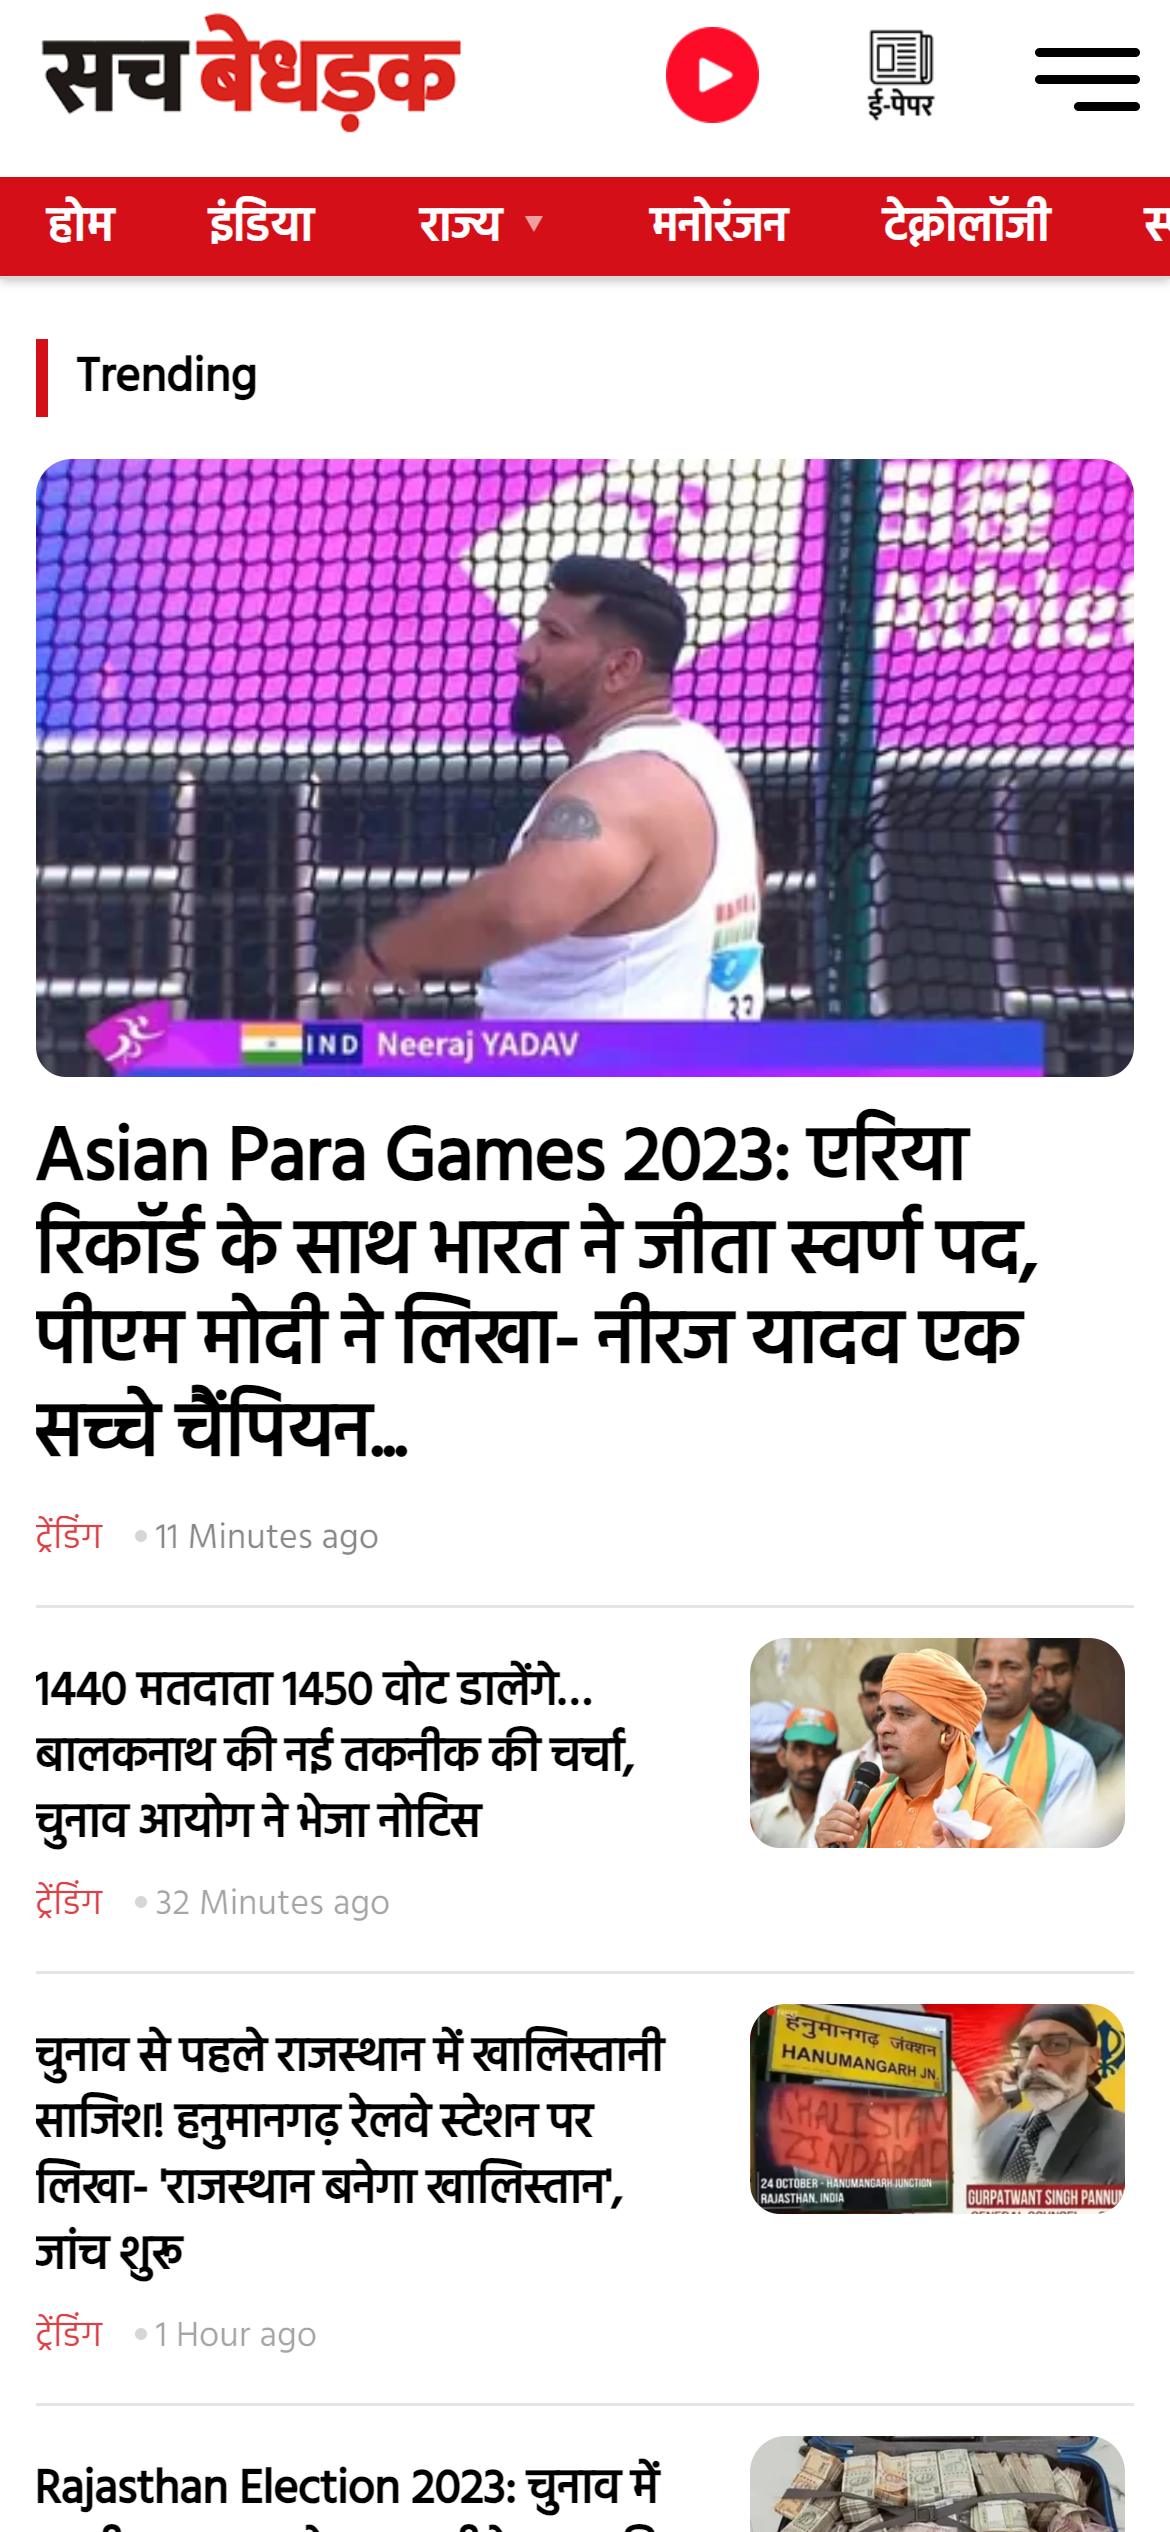 सच बेधड़क
ई-पेपर
होम इंडिया राज्य ▼ मनोरंजन टेक्नोलॉजी
Trending
IND Neeraj YADAV
Asian Para Games 2023: एरिया
रिकॉर्ड के साथ भारत ने जीता स्वर्ण पद,
पीएम मोदी ने लिखा- नीरज यादव एक
सच्चे चैंपियन...
ट्रेंडिंग 11 Minutes ago
1440 मतदाता 1450 वोट डालेंगे…
बालकनाथ की नई तकनीक की चर्चा,
चुनाव आयोग ने भेजा नोटिस
ट्रेंडिंग 32 Minutes ago
चुनाव से पहले राजस्थान में खालिस्तानी
साजिश! हनुमानगढ़ रेलवे स्टेशन पर
लिखा- 'राजस्थान बनेगा खालिस्तान',
जांच शुरू
हनुमानगढ़ जंक्शन
HANUMANGARH JN.
KHALISTAN
ZINDABAD
24 OCTOBER - HANUMANGARH JUNCTION
RAJASTHAN, INDIA
GURPATWANT SINGH PANNUN
ट्रेंडिंग 1 Hour ago
Rajasthan Election 2023: चुनाव में